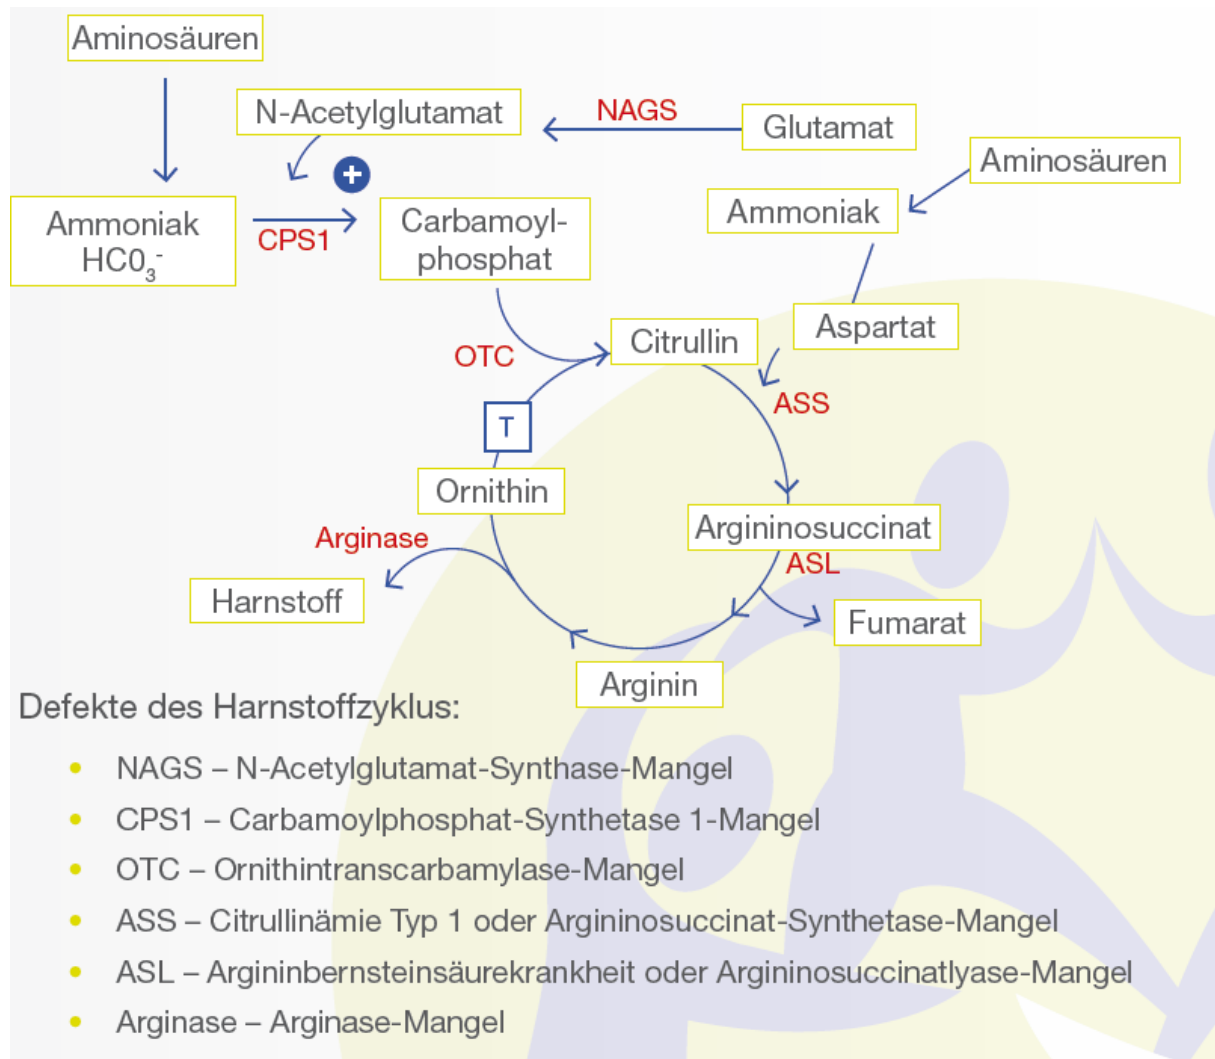 Aminosäuren
N-Acetylglutamat
NAGS
Glutamat
Aminosäuren
+
Ammoniak
HC0₃⁻
CPS1
Carbamoyl-
phosphat
Ammoniak
Aspartat
OTC
Citrullin
ASS
T
Ornithin
Argininosuccinat
Arginase
ASL
Harnstoff
Fumarat
Arginin
Defekte des Harnstoffzyklus:
• NAGS – N-Acetylglutamat-Synthase-Mangel
• CPS1 – Carbamoylphosphat-Synthetase 1-Mangel
• OTC – Ornithintranscarbamylase-Mangel
• ASS – Citrullinämie Typ 1 oder Argininosuccinat-Synthetase-Mangel
• ASL – Argininbernsteinsäurekrankheit oder Argininosuccinatlyase-Mangel
• Arginase – Arginase-Mangel